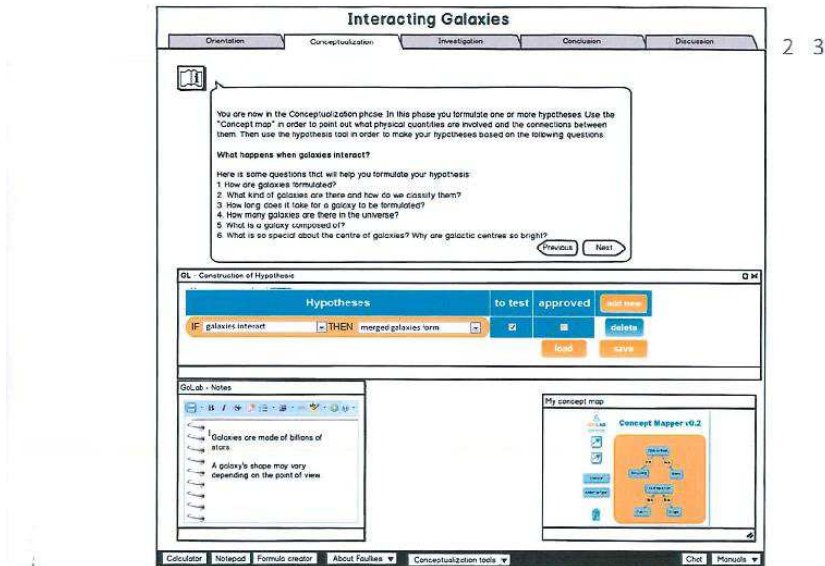 Interacting Galaxies
Orientation
Conceptualization
Investigation
Conclusion
Discussion
2 3
You are now in the Conceptualization phase. In this phase you formulate one or more hypotheses. Use the
"Concept map" in order to point out what physical quantities are involved and the connections between
them. Then use the hypothesis tool in order to make your hypotheses based on the following questions.
What happens when galaxies interact?
Here is some questions that will help you formulate your hypothesis
1. How are galaxies formulated?
2. What kind of galaxies are there and how do we classify them?
3. How long does it take for a galaxy to be formulated?
4. How many galaxies are there in the universe?
5. What is a galaxy composed of?
6. What is so special about the centre of galaxies? Why are galactic centres so bright?
Previous Next
GL - Construction of Hypothesis
Hypotheses to test approved add new
IF galaxies interact THEN merged galaxies form delete
load save
GoLab - Notes
Galaxies are made of billions of
stars.
A galaxy's shape may vary
depending on the point of view
My concept map
Concept Mapper v0.2
Calculator Notepad Formula creator About Faulkes Conceptualization tools Chat Manuals